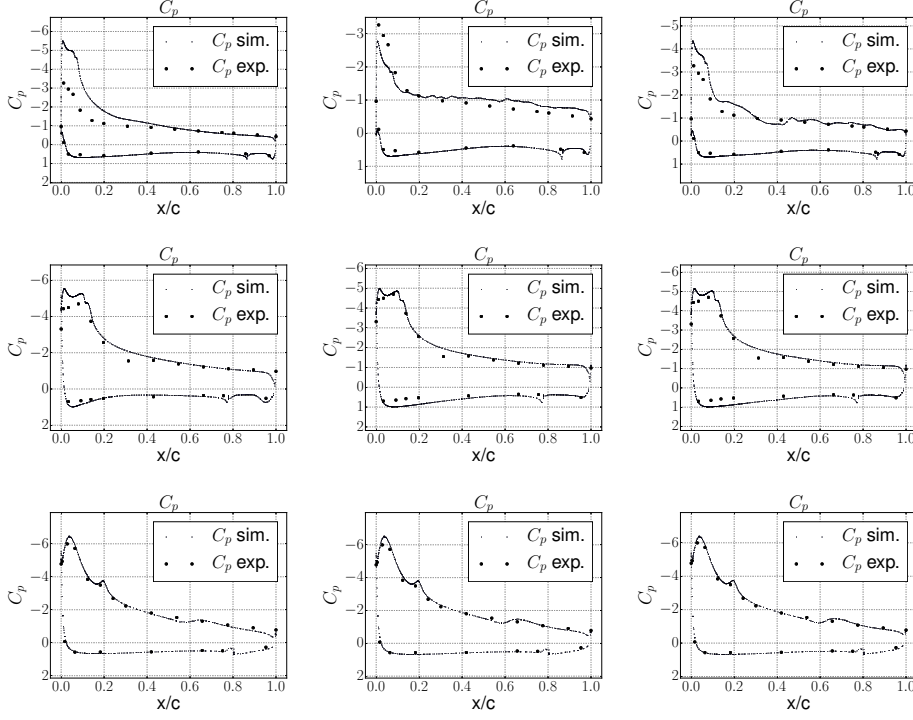 C_p C_p C_p
C_p sim. C_p sim. C_p sim.
C_p exp. C_p exp. C_p exp.
−6 −5 −4 −3 −2 −1 0 1 2
−3 −2 −1 0 1
−5 −4 −3 −2 −1 0 1 2
C_p C_p C_p
0.0 0.2 0.4 0.6 0.8 1.0 0.0 0.2 0.4 0.6 0.8 1.0 0.0 0.2 0.4 0.6 0.8 1.0
x/c x/c x/c
C_p C_p C_p
C_p sim. C_p sim. C_p sim.
C_p exp. C_p exp. C_p exp.
−6 −4 −2 0 2
−6 −5 −4 −3 −2 −1 0 1 2
−6 −5 −4 −3 −2 −1 0 1 2
C_p C_p C_p
0.0 0.2 0.4 0.6 0.8 1.0 0.0 0.2 0.4 0.6 0.8 1.0 0.0 0.2 0.4 0.6 0.8 1.0
x/c x/c x/c
C_p C_p C_p
C_p sim. C_p sim. C_p sim.
C_p exp. C_p exp. C_p exp.
−6 −4 −2 0 2
−6 −4 −2 0 2
−6 −4 −2 0 2
C_p C_p C_p
0.0 0.2 0.4 0.6 0.8 1.0 0.0 0.2 0.4 0.6 0.8 1.0 0.0 0.2 0.4 0.6 0.8 1.0
x/c x/c x/c